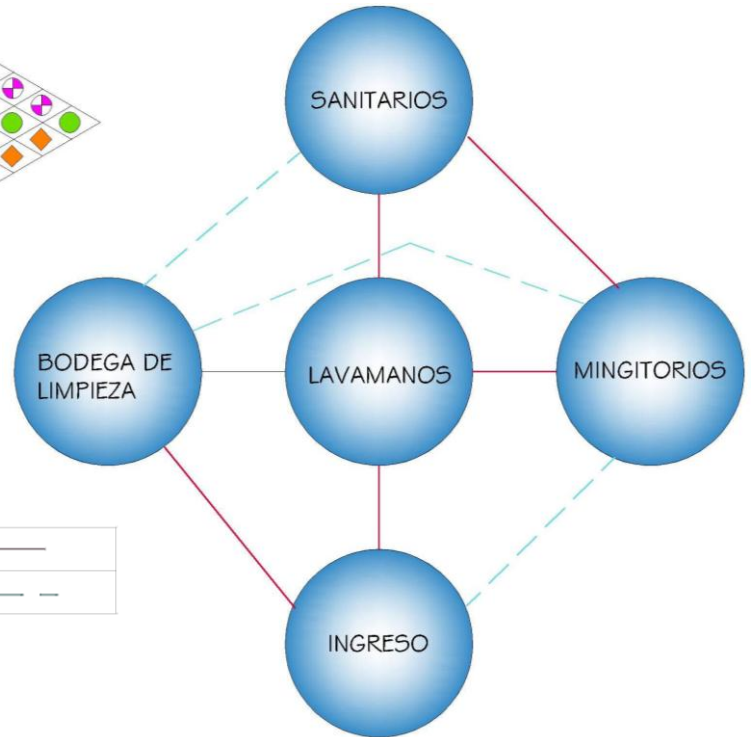 SANITARIOS
BODEGA DE
LIMPIEZA
LAVAMANOS
MINGITORIOS
INGRESO